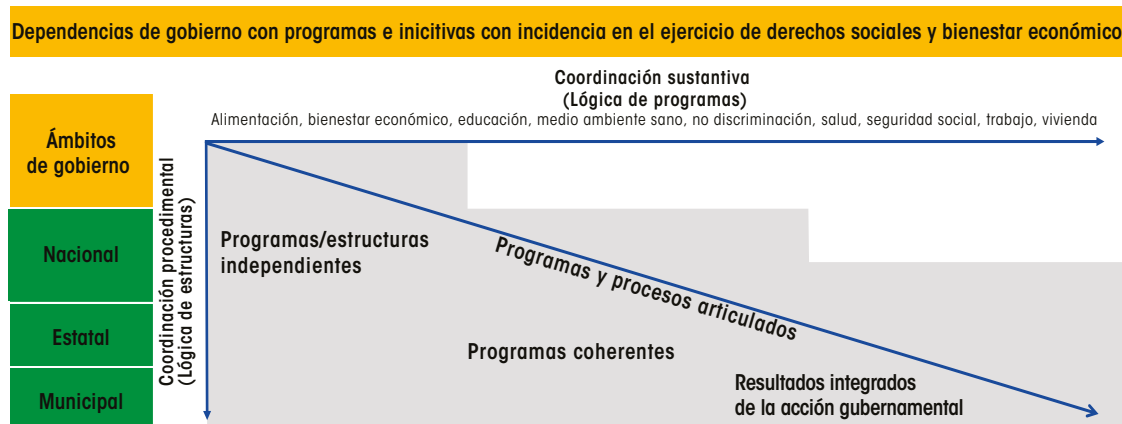 Dependencias de gobierno con programas e inicitivas con incidencia en el ejercicio de derechos sociales y bienestar económico
Coordinación sustantiva
(Lógica de programas)
Alimentación, bienestar económico, educación, medio ambiente sano, no discriminación, salud, seguridad social, trabajo, vivienda
Ámbitos
de gobierno
Nacional
Estatal
Municipal
Coordinación procedimental
(Lógica de estructuras)
Programas/estructuras
independientes
Programas y procesos articulados
Programas coherentes
Resultados integrados
de la acción gubernamental